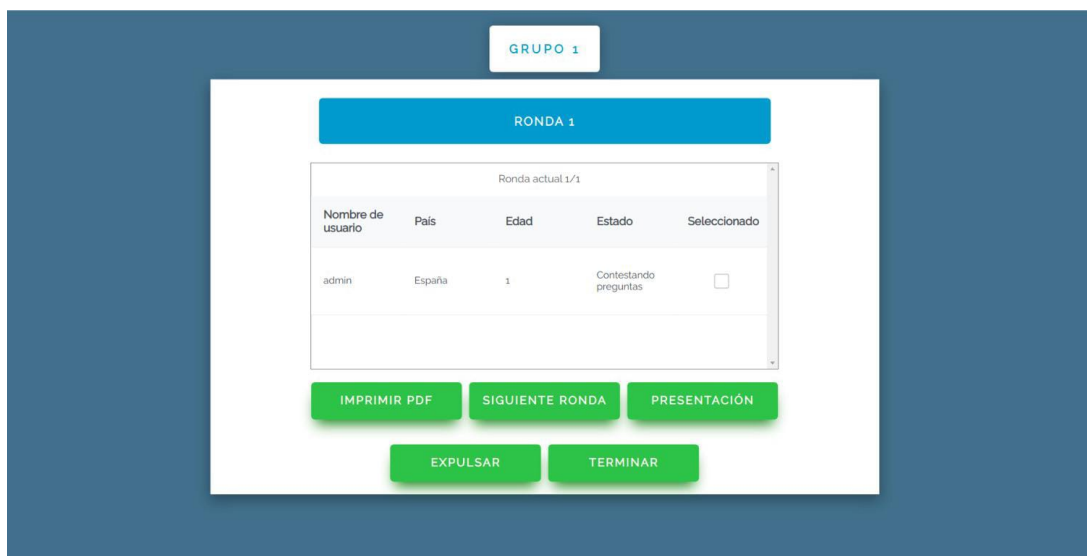 GRUPO 1
RONDA 1
Ronda actual 1/1
Nombre de usuario País Edad Estado Seleccionado
admin España 1 Contestando preguntas
IMPRIMIR PDF SIGUIENTE RONDA PRESENTACIÓN
EXPULSAR TERMINAR